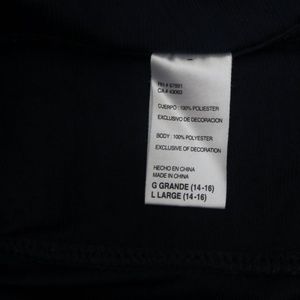 CUERPO : 100% POLIESTER
EXCLUSIVO DE DECORACION
BODY : 100% POLYESTER
EXCLUSIVE OF DECORATION
HECHO EN CHINA
MADE IN CHINA
G GRANDE (14-16)
L LARGE (14-16)